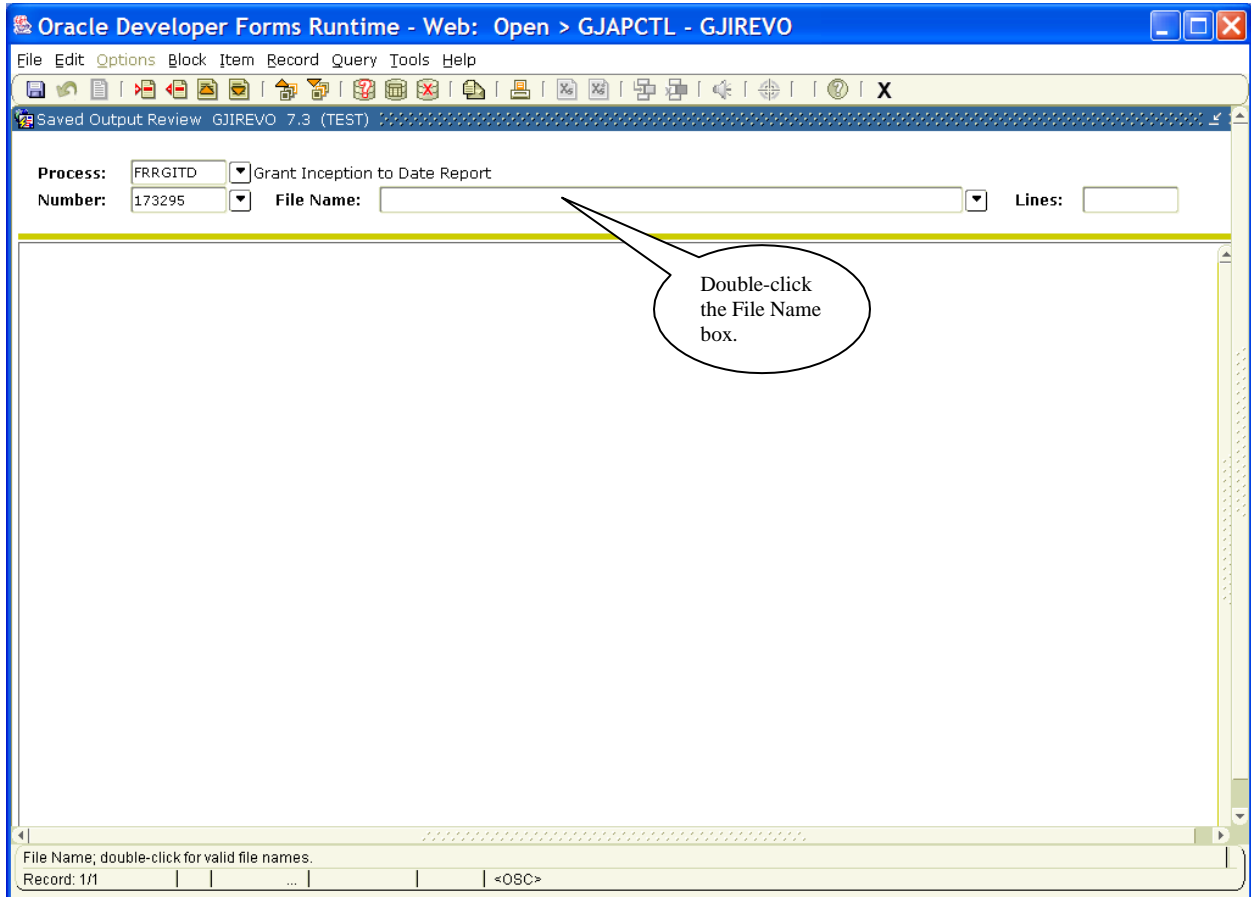 Oracle Developer Forms Runtime - Web: Open > GJAPCTL - GJIREVO
File Edit Options Block Item Record Query Tools Help
Saved Output Review GJIREVO 7.3 (TEST)
Process: FRRGITD Grant Inception to Date Report
Number: 173295 File Name: Lines:
Double-click
the File Name
box.
File Name; double-click for valid file names.
Record: 1/1 ... <OSC>